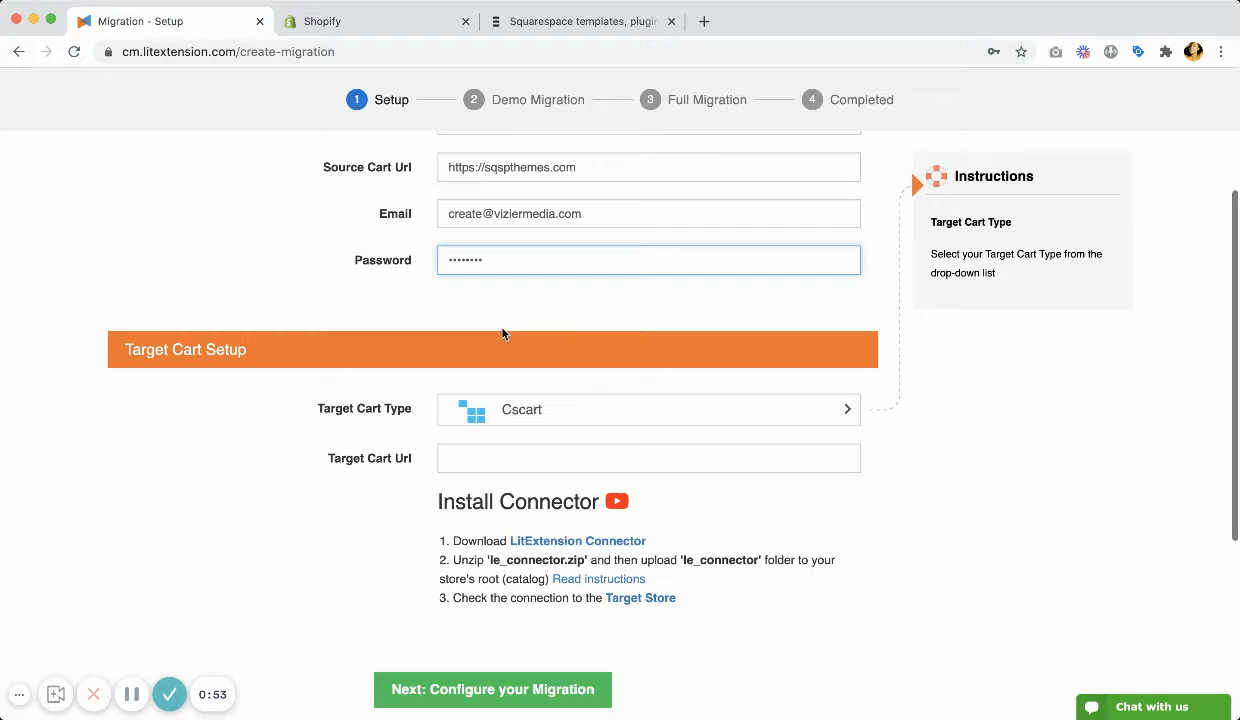 Migration - Setup
Shopify
Squarespace templates, plugin
cm.litextension.com/create-migration
1 Setup
2 Demo Migration
3 Full Migration
4 Completed
Source Cart Url
https://sqspthemes.com
Email
create@viziermedia.com
Password
••••••••
Instructions
Target Cart Type
Select your Target Cart Type from the
drop-down list
Target Cart Setup
Target Cart Type
Cscart
Target Cart Url
Install Connector
1. Download LitExtension Connector
2. Unzip 'le_connector.zip' and then upload 'le_connector' folder to your
store's root (catalog) Read instructions
3. Check the connection to the Target Store
0:53
Next: Configure your Migration
Chat with us